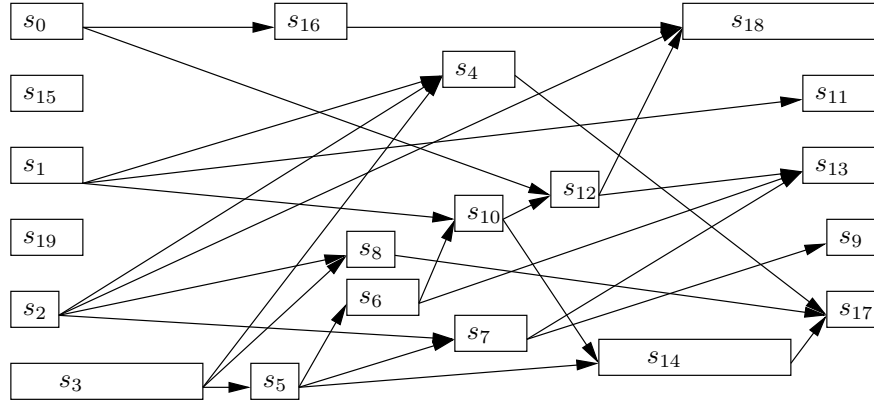 s₀ s₁₆ s₁₈
s₄
s₁₅ s₁₁
s₁ s₁₃
s₁₂
s₁₀
s₁₉ s₉
s₈
s₆
s₂ s₁₇
s₇
s₁₄
s₃ s₅